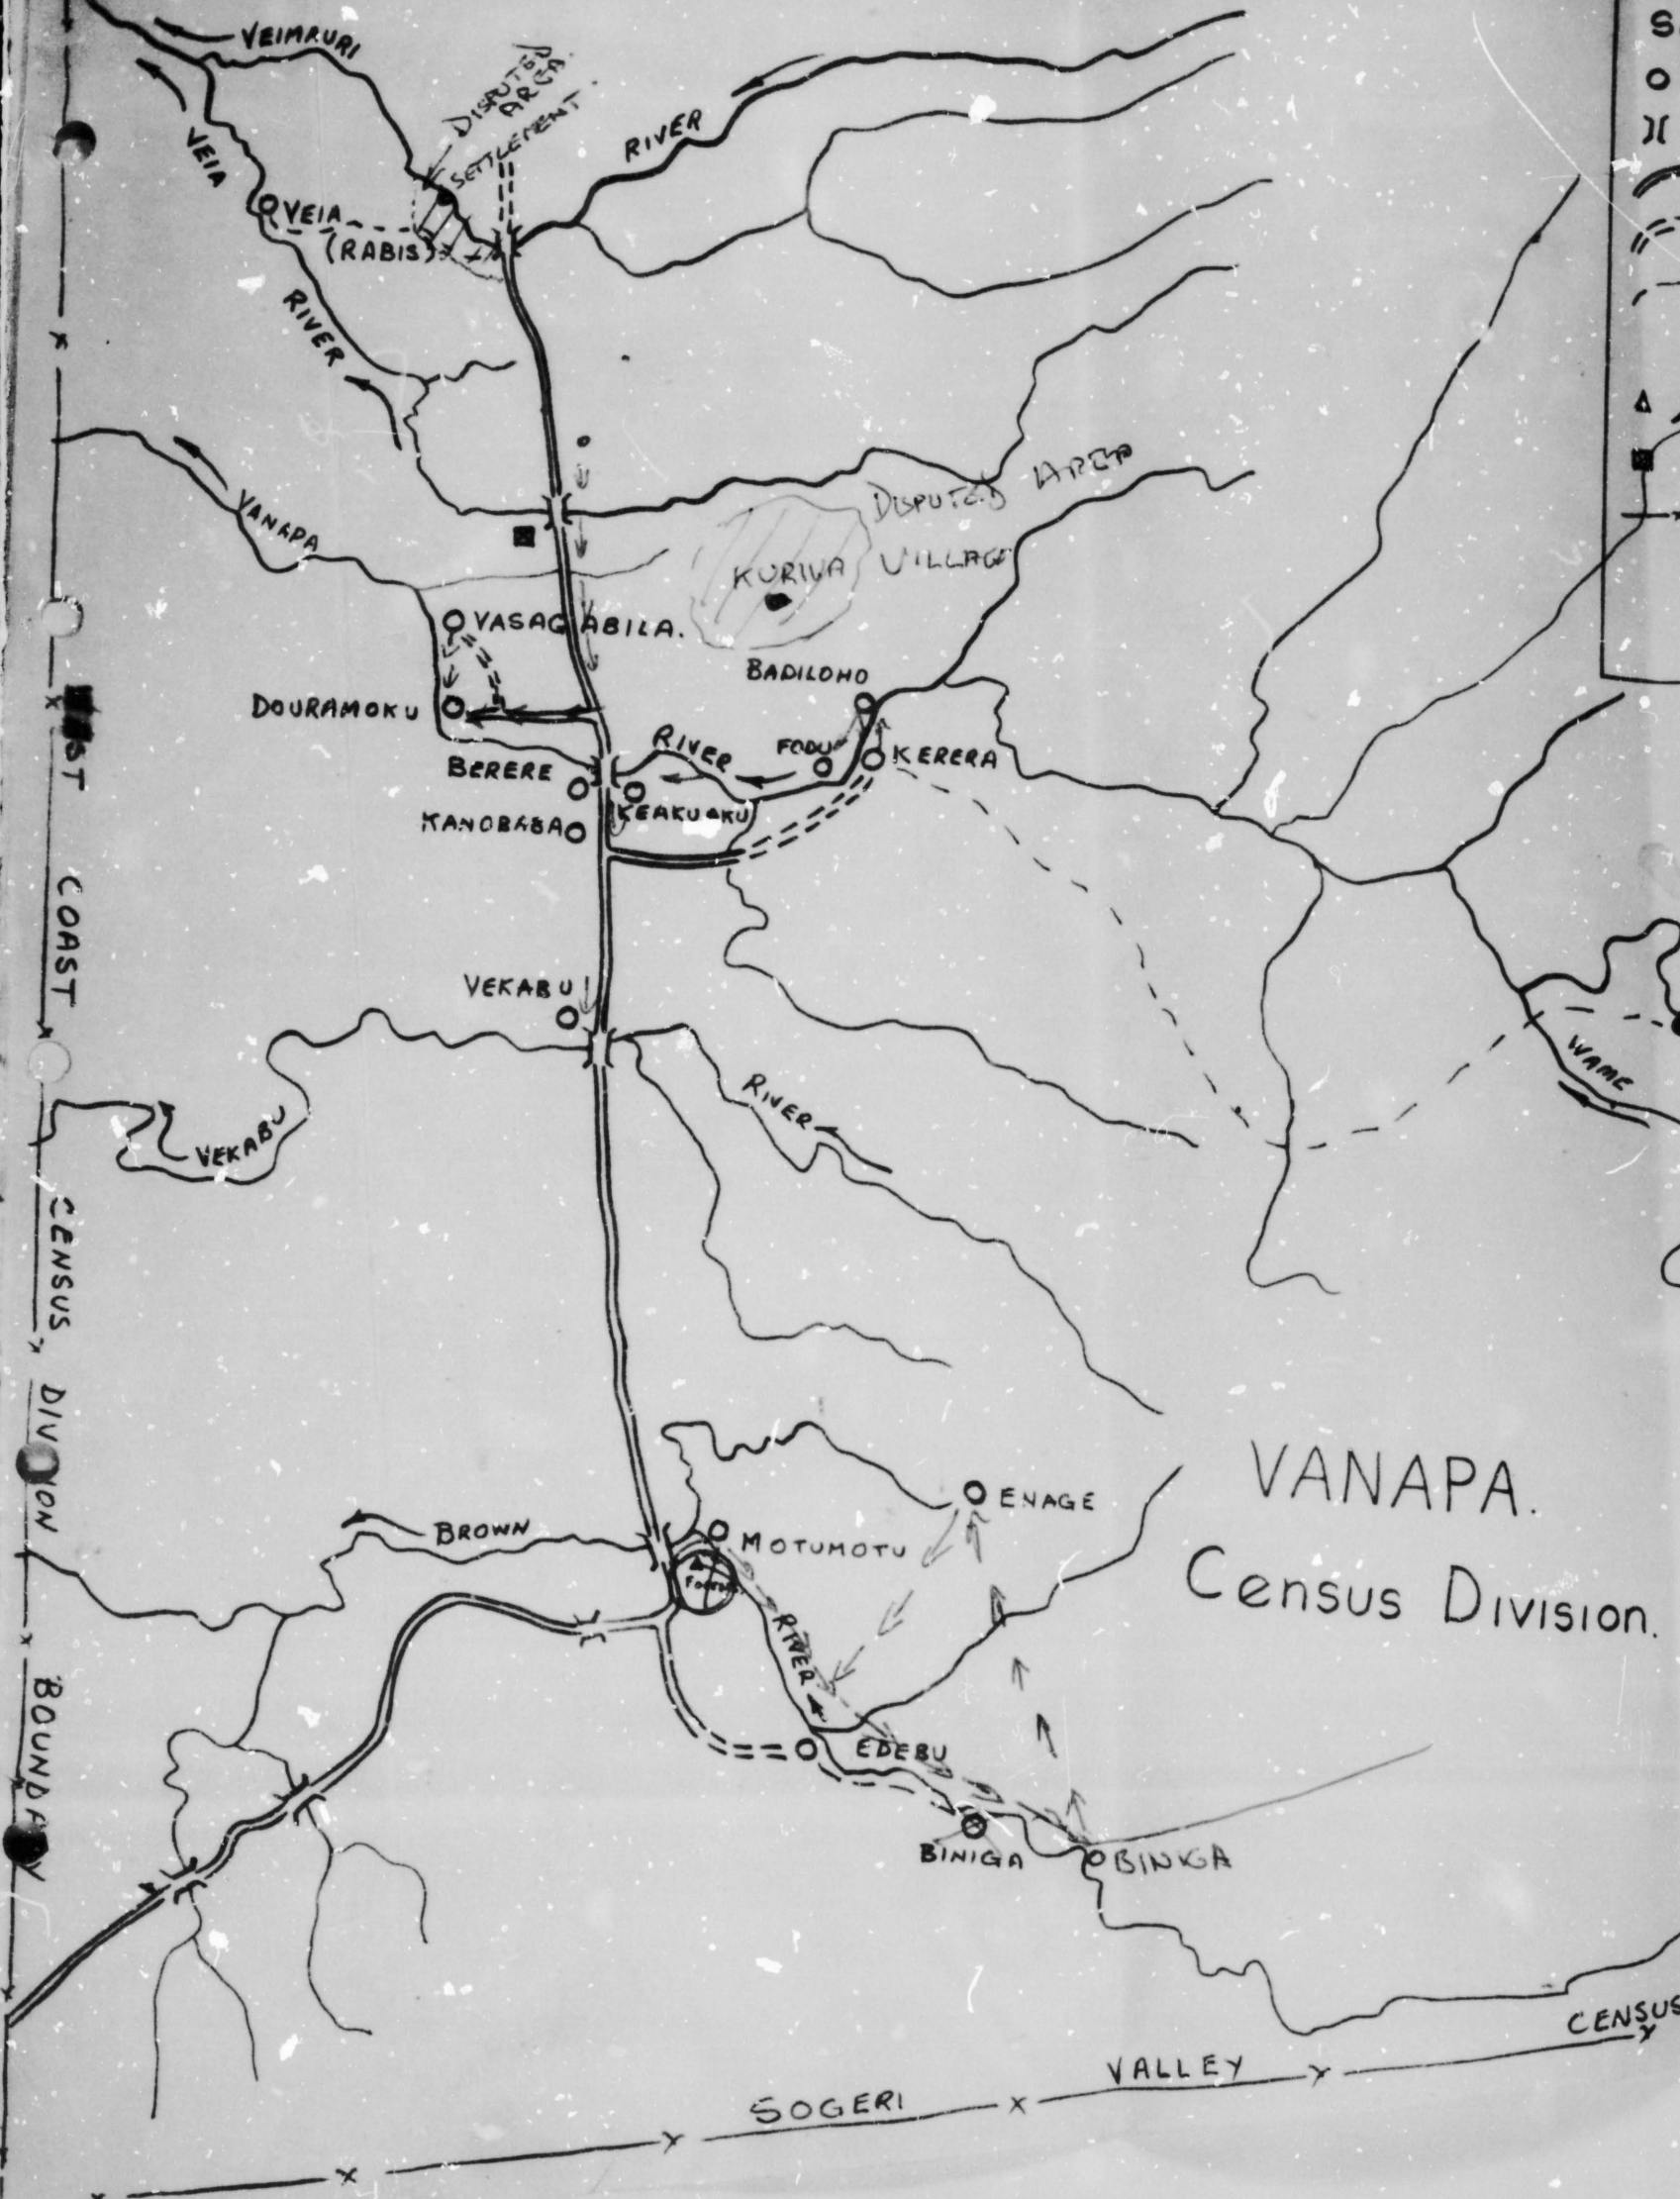 VEIMRURI
DISPUTED
AREA.
SETTLEMENT.
RIVER
VEIA
VEIA
(RABIS)
RIVER
VANAPA
DISPUTED AREA
KURIVA VILLAGE
VASAGABILA.
BADILOHO
DOURAMOKU
RIVER
FODU
KERERA
BERERE
KEAKUAKU
KANOBABA
VEKABU
RIVER
VEKABU
WAME
ENAGE
BROWN
MOTUMOTU
RIVER
EDEBU
BINIGA
BINIGA
VANAPA.
Census Division.
COAST CENSUS DIVISION BOUNDARY
SOGERI VALLEY CENSUS